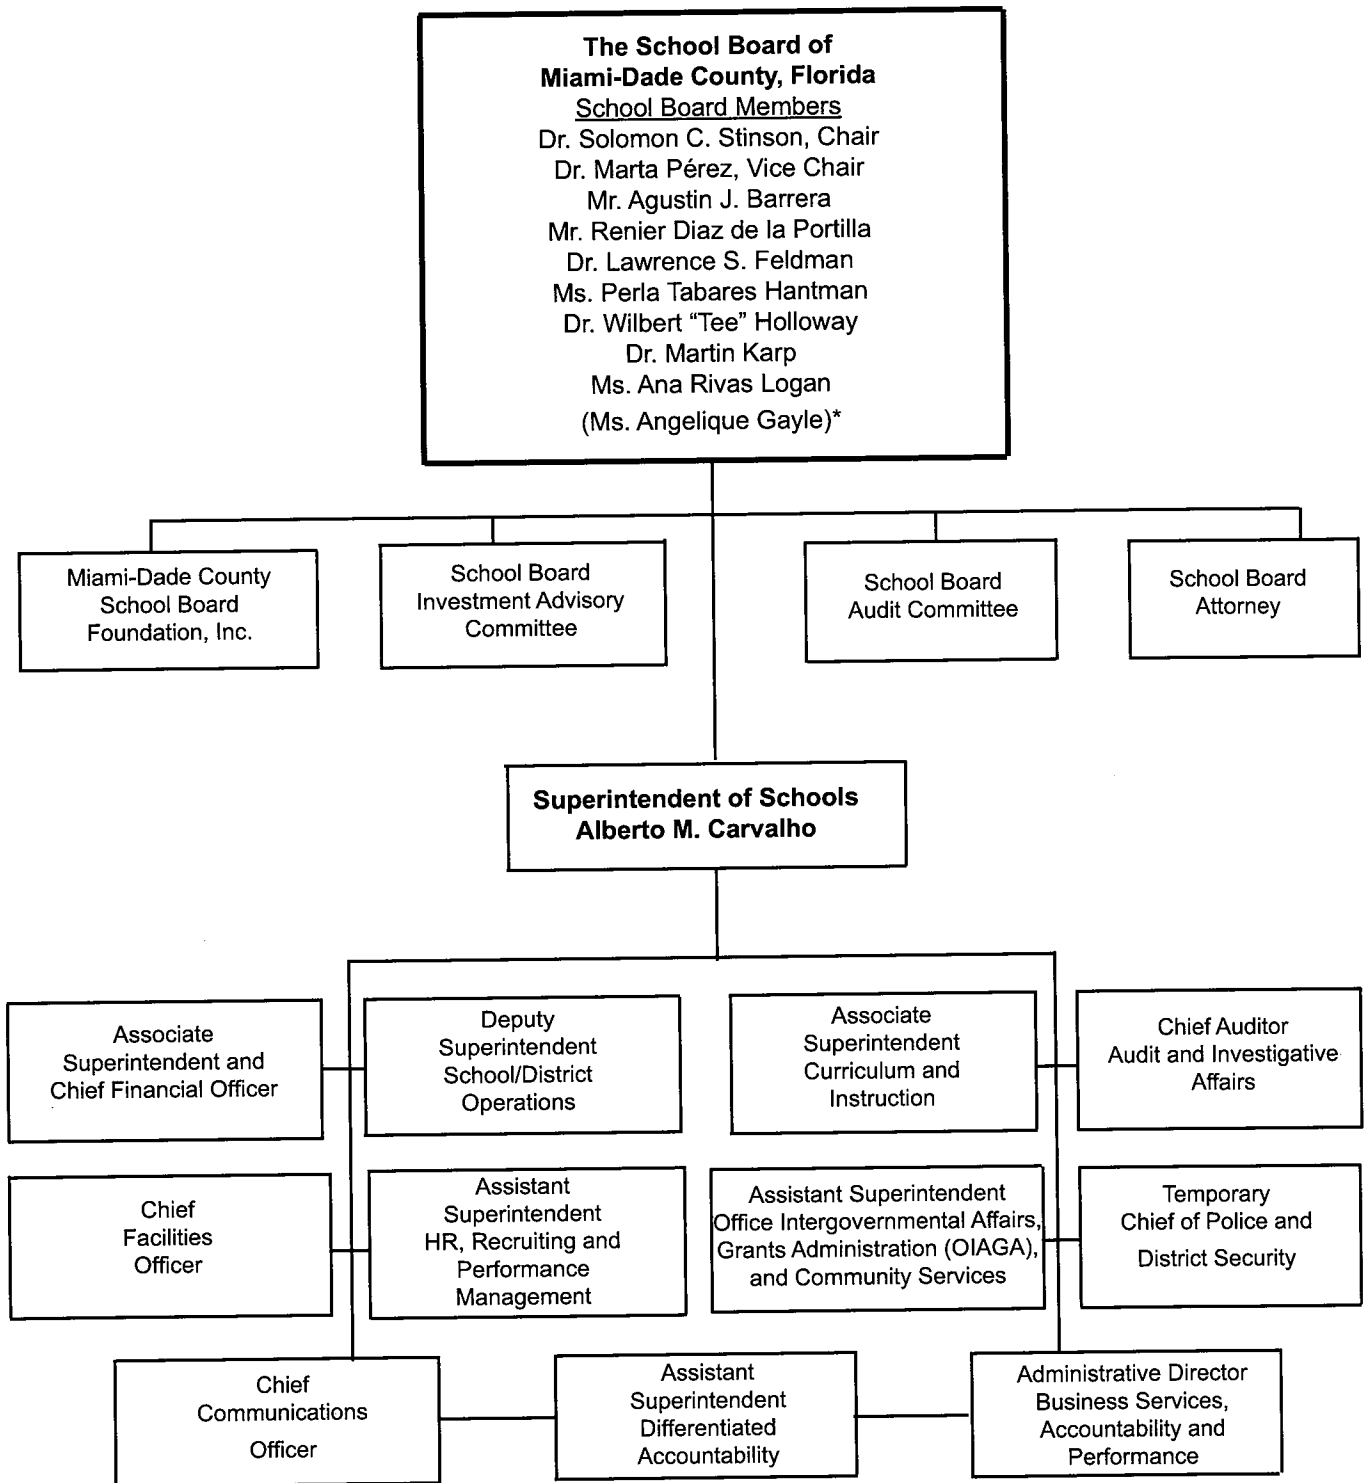 The School Board of
Miami-Dade County, Florida
School Board Members
Dr. Solomon C. Stinson, Chair
Dr. Marta Pérez, Vice Chair
Mr. Agustin J. Barrera
Mr. Renier Diaz de la Portilla
Dr. Lawrence S. Feldman
Ms. Perla Tabares Hantman
Dr. Wilbert “Tee” Holloway
Dr. Martin Karp
Ms. Ana Rivas Logan
(Ms. Angelique Gayle)*
Miami-Dade County
School Board
Foundation, Inc.
School Board
Investment Advisory
Committee
School Board
Audit Committee
School Board
Attorney
Superintendent of Schools
Alberto M. Carvalho
Associate
Superintendent and
Chief Financial Officer
Deputy
Superintendent
School/District
Operations
Associate
Superintendent
Curriculum and
Instruction
Chief Auditor
Audit and Investigative
Affairs
Chief
Facilities
Officer
Assistant
Superintendent
HR, Recruiting and
Performance
Management
Assistant Superintendent
Office Intergovernmental Affairs,
Grants Administration (OIAGA),
and Community Services
Temporary
Chief of Police and
District Security
Chief
Communications
Officer
Assistant
Superintendent
Differentiated
Accountability
Administrative Director
Business Services,
Accountability and
Performance